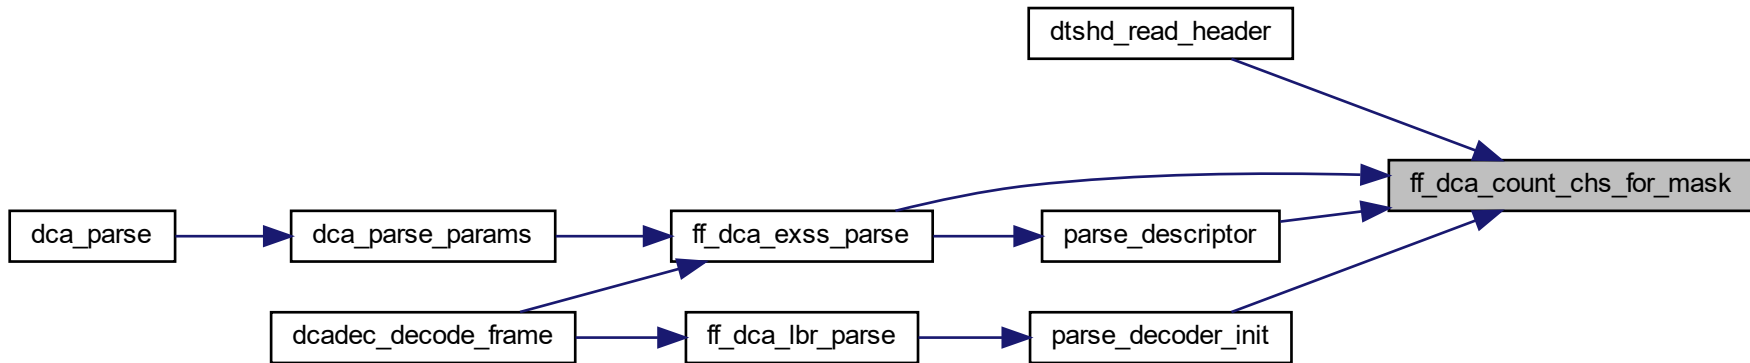 dtshd_read_header
ff_dca_count_chs_for_mask
dca_parse
dca_parse_params
ff_dca_exss_parse
parse_descriptor
dcadec_decode_frame
ff_dca_lbr_parse
parse_decoder_init